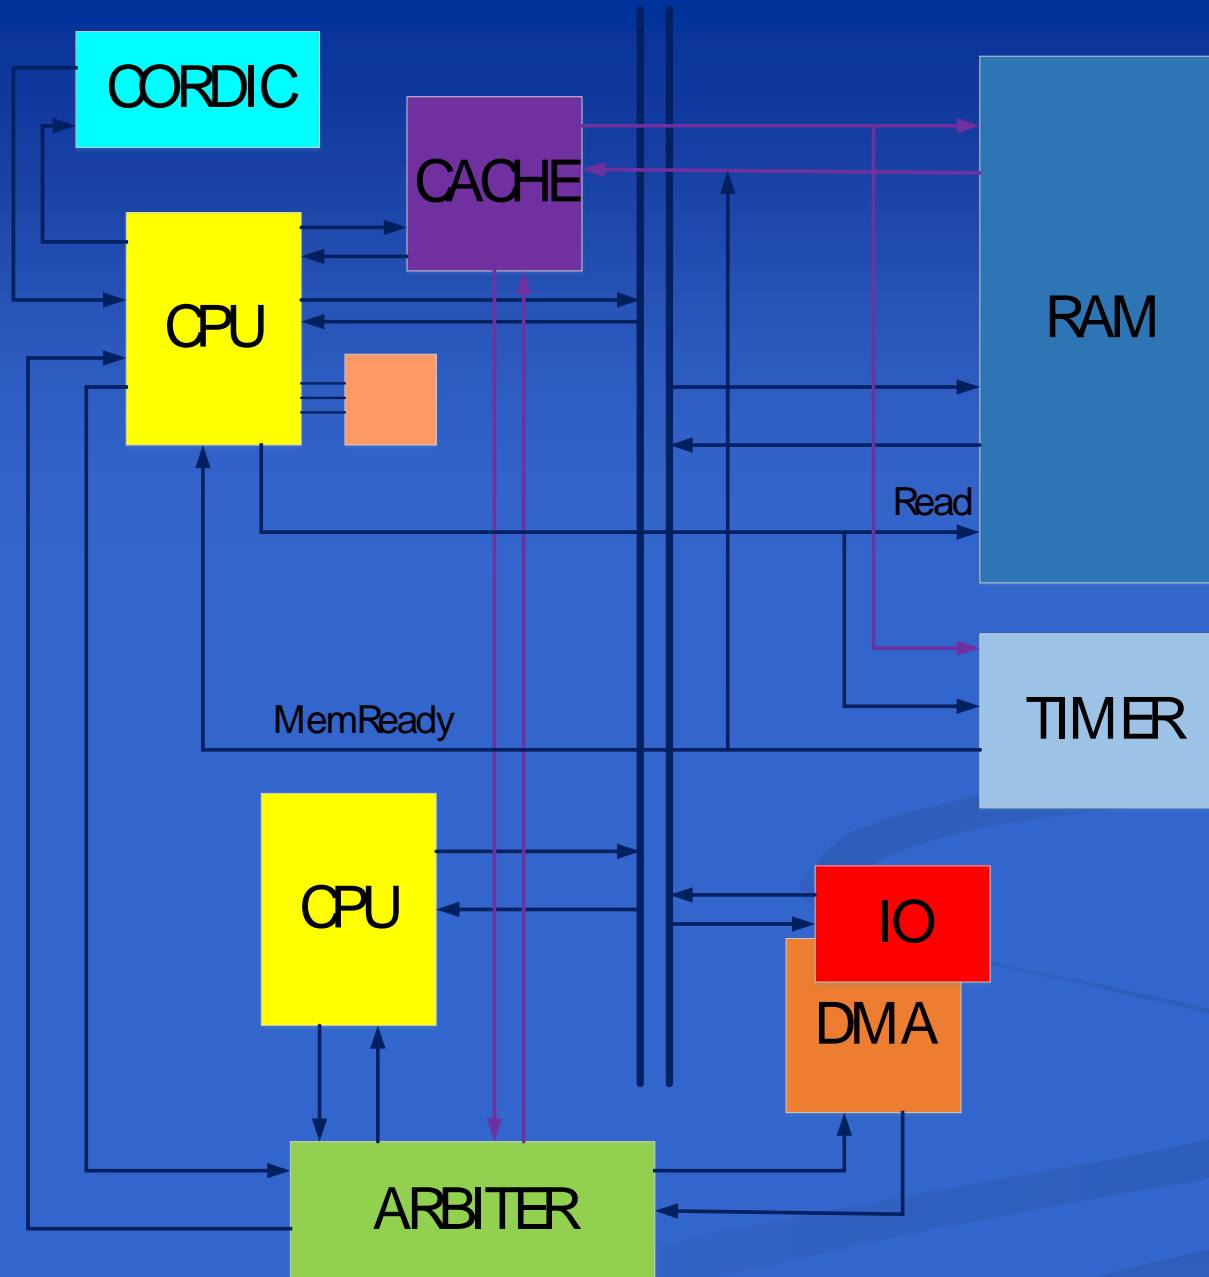 CORDIC
CACHE
RAM
CPU
Read
MemReady
TIMER
CPU
IO
DMA
ARBITER